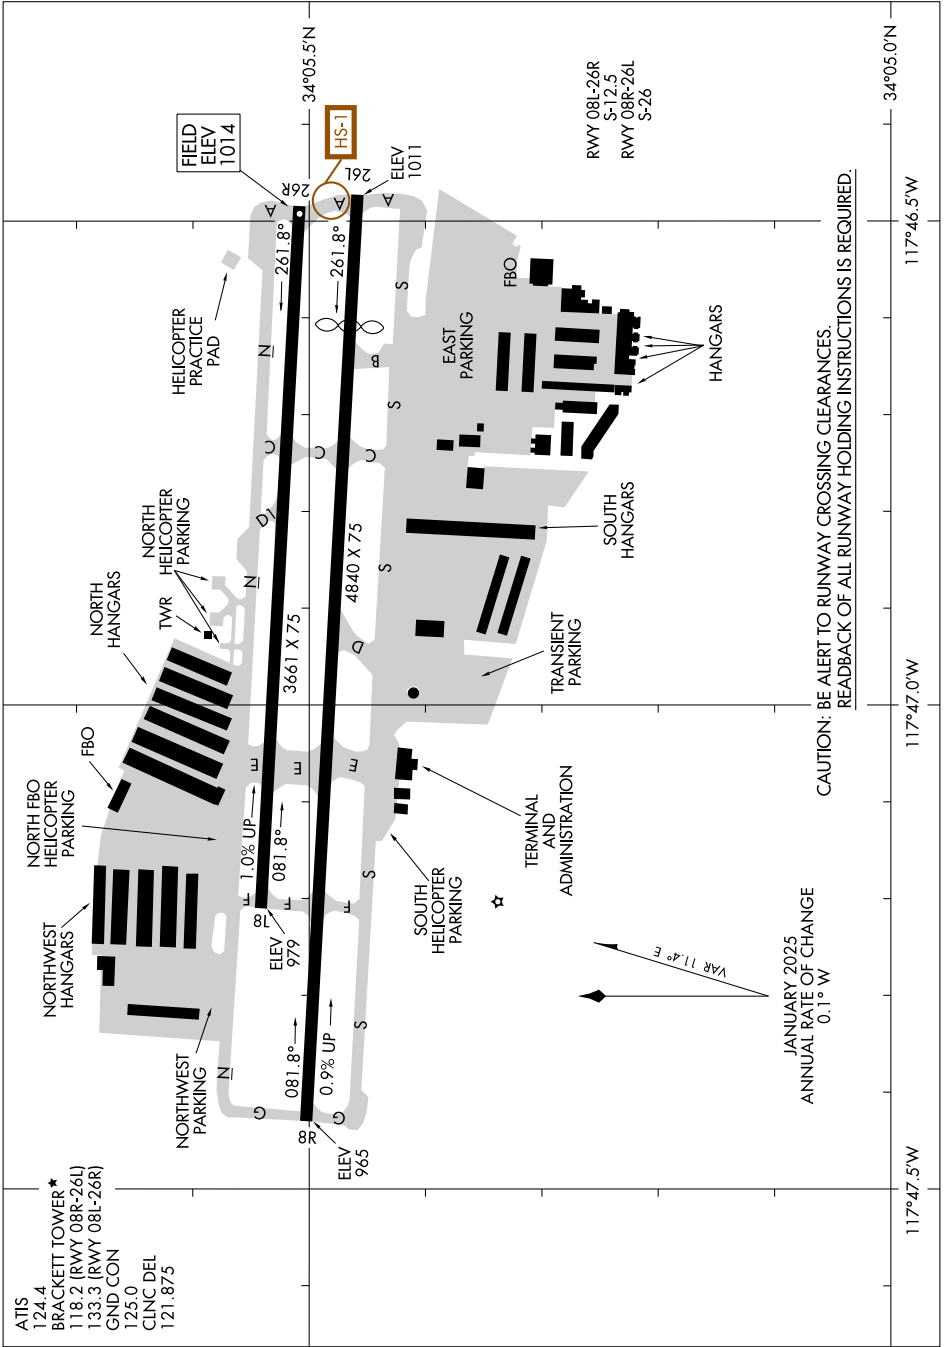 ATIS
124.4
BRACKETT TOWER★
118.2 (RWY 08R-26L)
133.3 (RWY 08L-26R)
GND CON
125.0
CLNC DEL
121.875
NORTHWEST
HANGARS
NORTHWEST
PARKING
NORTH FBO
HELICOPTER
PARKING
FBO
NORTH
HANGARS
TWR
NORTH
HELICOPTER
PARKING
HELICOPTER
PRACTICE
PAD
FIELD
ELEV
1014
HS-1
34°05.5'N
34°05.0'N
N
N
N
D1
C
C
C
A
A
A
B
D
E
E
E
F
F
F
G
G
S
S
S
S
S
26R
26L
8L
8R
261.8°
261.8°
081.8°
081.8°
1.0% UP
0.9% UP
3661 X 75
4840 X 75
ELEV
979
ELEV
965
ELEV
1011
SOUTH
HELICOPTER
PARKING
TERMINAL
AND
ADMINISTRATION
TRANSIENT
PARKING
SOUTH
HANGARS
EAST
PARKING
FBO
HANGARS
RWY 08L-26R
S-12.5
RWY 08R-26L
S-26
VAR 11.4° E
JANUARY 2025
ANNUAL RATE OF CHANGE
0.1° W
CAUTION: BE ALERT TO RUNWAY CROSSING CLEARANCES.
READBACK OF ALL RUNWAY HOLDING INSTRUCTIONS IS REQUIRED.
117°47.5'W
117°47.0'W
117°46.5'W